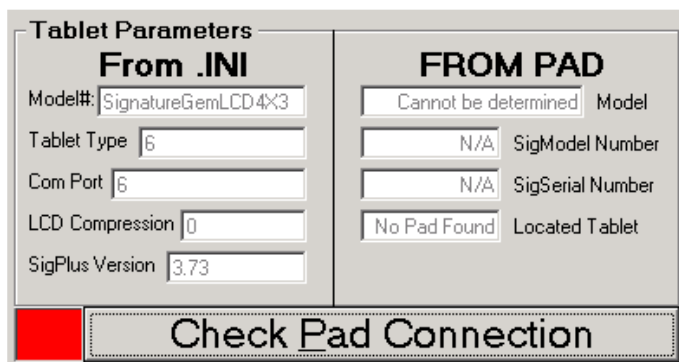 Tablet Parameters
From .INI
Model#: SignatureGemLCD4X3
Tablet Type 6
Com Port 6
LCD Compression 0
SigPlus Version 3.73
FROM PAD
Cannot be determined Model
N/A SigModel Number
N/A SigSerial Number
No Pad Found Located Tablet
Check Pad Connection